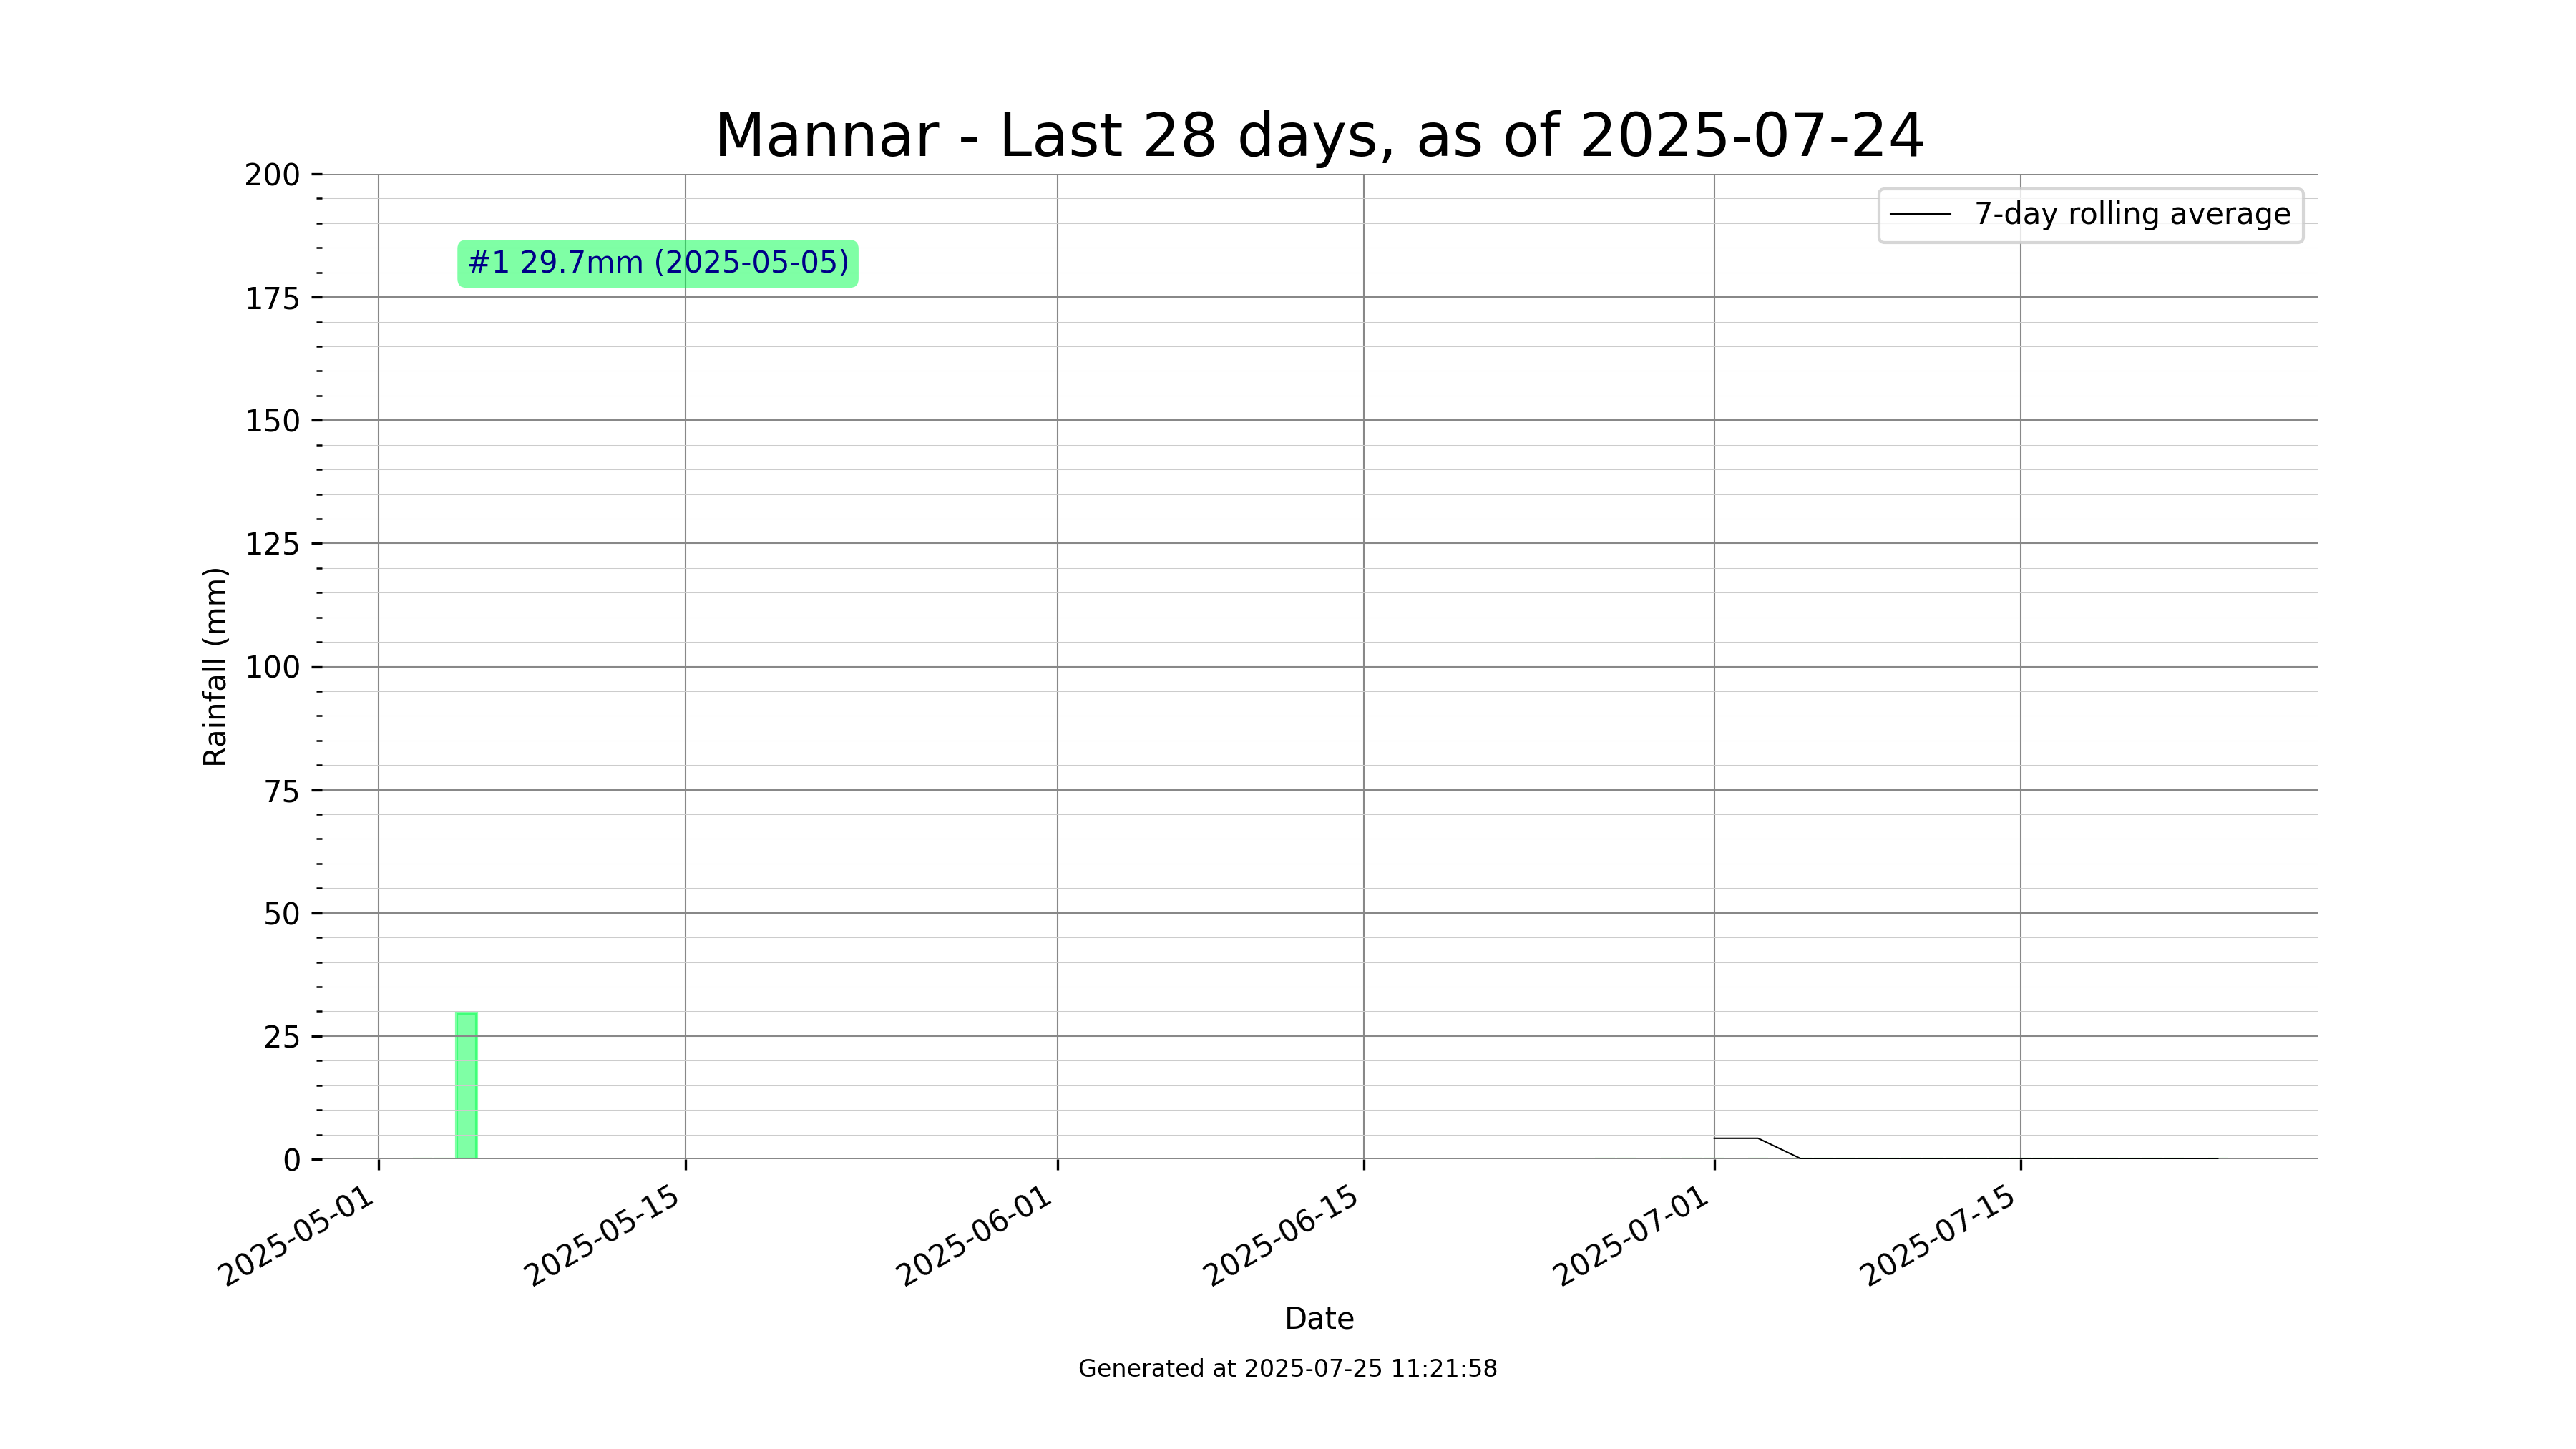 Mannar - Last 28 days, as of 2025-07-24
7-day rolling average
#1 29.7mm (2025-05-05)
200
175
150
125
100
75
50
25
0
Rainfall (mm)
2025-05-01
2025-05-15
2025-06-01
2025-06-15
2025-07-01
2025-07-15
Date
Generated at 2025-07-25 11:21:58